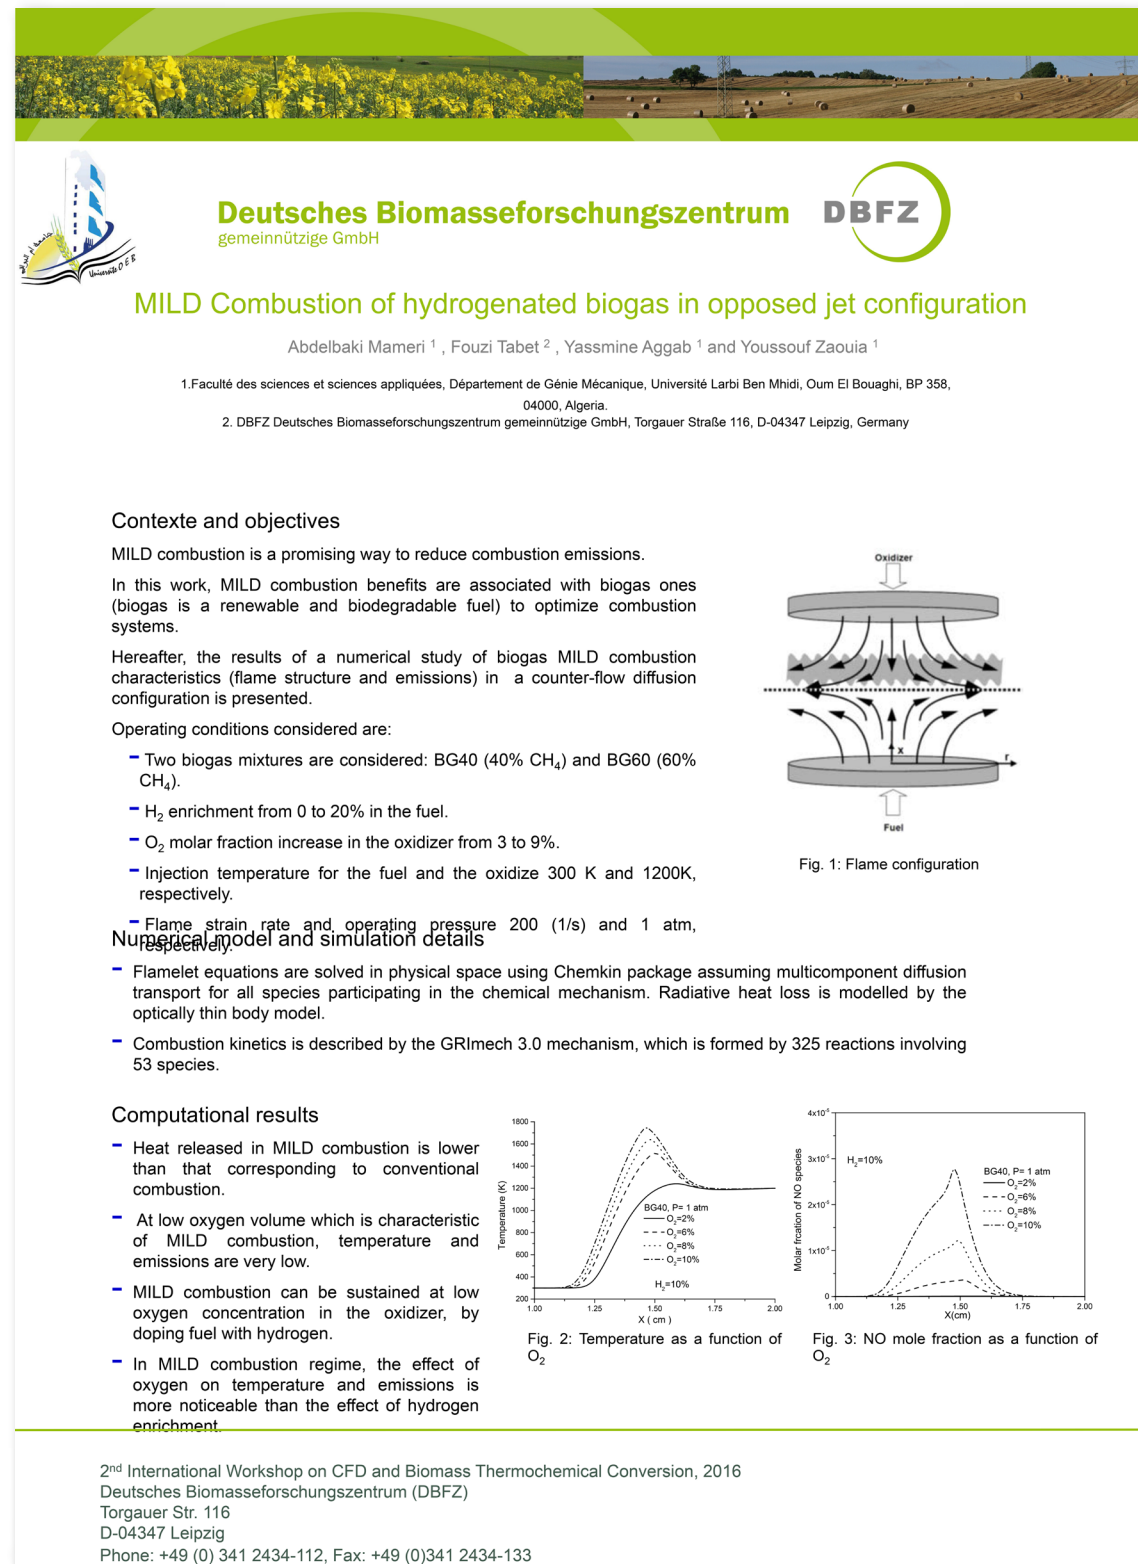 Université O E B
Deutsches Biomasseforschungszentrum
gemeinnützige GmbH
DBFZ
MILD Combustion of hydrogenated biogas in opposed jet configuration
Abdelbaki Mameri 1 , Fouzi Tabet 2 , Yassmine Aggab 1 and Youssouf Zaouia 1
1.Faculté des sciences et sciences appliquées, Département de Génie Mécanique, Université Larbi Ben Mhidi, Oum El Bouaghi, BP 358,
04000, Algeria.
2. DBFZ Deutsches Biomasseforschungszentrum gemeinnützige GmbH, Torgauer Straße 116, D-04347 Leipzig, Germany
Contexte and objectives
MILD combustion is a promising way to reduce combustion emissions.
In this work, MILD combustion benefits are associated with biogas ones
(biogas is a renewable and biodegradable fuel) to optimize combustion
systems.
Hereafter, the results of a numerical study of biogas MILD combustion
characteristics (flame structure and emissions) in a counter-flow diffusion
configuration is presented.
Operating conditions considered are:
- Two biogas mixtures are considered: BG40 (40% CH4) and BG60 (60%
CH4).
- H2 enrichment from 0 to 20% in the fuel.
- O2 molar fraction increase in the oxidizer from 3 to 9%.
- Injection temperature for the fuel and the oxidize 300 K and 1200K,
respectively.
- Flame strain rate and operating pressure 200 (1/s) and 1 atm,
respectively.
Oxidizer
x
r
Fuel
Fig. 1: Flame configuration
Numerical model and simulation details
- Flamelet equations are solved in physical space using Chemkin package assuming multicomponent diffusion
transport for all species participating in the chemical mechanism. Radiative heat loss is modelled by the
optically thin body model.
- Combustion kinetics is described by the GRImech 3.0 mechanism, which is formed by 325 reactions involving
53 species.
Computational results
- Heat released in MILD combustion is lower
than that corresponding to conventional
combustion.
- At low oxygen volume which is characteristic
of MILD combustion, temperature and
emissions are very low.
- MILD combustion can be sustained at low
oxygen concentration in the oxidizer, by
doping fuel with hydrogen.
- In MILD combustion regime, the effect of
oxygen on temperature and emissions is
more noticeable than the effect of hydrogen
enrichment.
Temperature (K)
1800
1600
1400
1200
1000
800
600
400
200
BG40, P= 1 atm
O2=2%
O2=6%
O2=8%
O2=10%
H2=10%
1.00 1.25 1.50 1.75 2.00
X ( cm )
Fig. 2: Temperature as a function of
O2
Molar frcation of NO species
4x10-5
3x10-5
2x10-5
1x10-5
0
H2=10%
BG40, P= 1 atm
O2=2%
O2=6%
O2=8%
O2=10%
1.00 1.25 1.50 1.75 2.00
X(cm)
Fig. 3: NO mole fraction as a function of
O2
2nd International Workshop on CFD and Biomass Thermochemical Conversion, 2016
Deutsches Biomasseforschungszentrum (DBFZ)
Torgauer Str. 116
D-04347 Leipzig
Phone: +49 (0) 341 2434-112, Fax: +49 (0)341 2434-133